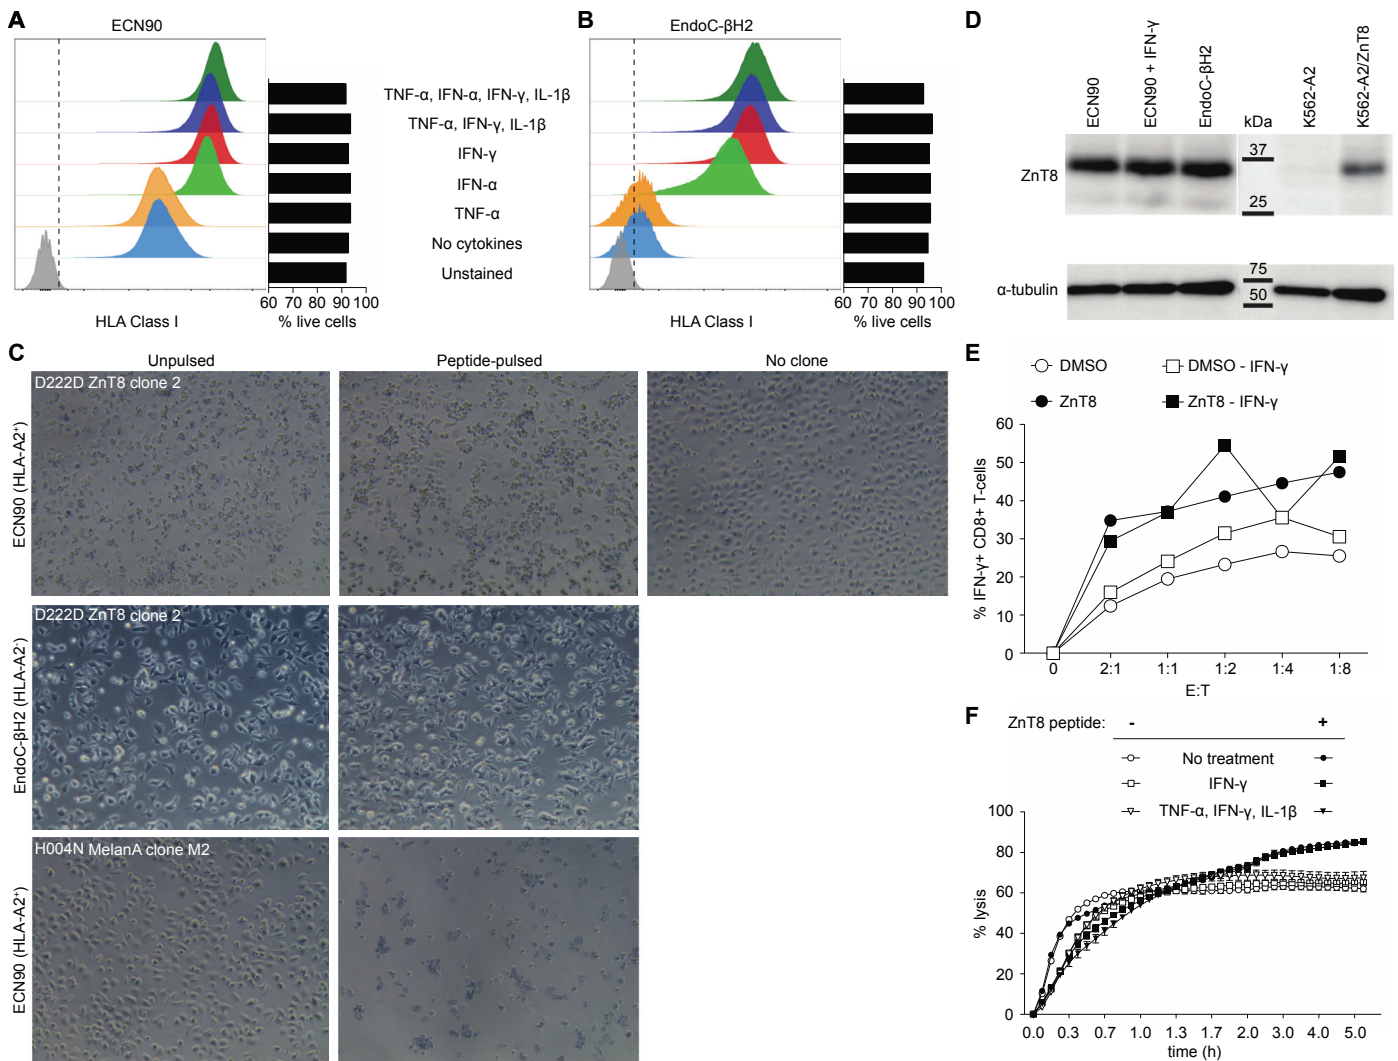 A
ECN90
TNF-α, IFN-α, IFN-γ, IL-1β
TNF-α, IFN-γ, IL-1β
IFN-γ
IFN-α
TNF-α
No cytokines
Unstained
60 70 80 90 100
HLA Class I
% live cells
B
EndoC-βH2
60 70 80 90 100
HLA Class I
% live cells
C
Unpulsed
Peptide-pulsed
No clone
ECN90 (HLA-A2⁺)
D222D ZnT8 clone 2
EndoC-βH2 (HLA-A2⁻)
D222D ZnT8 clone 2
ECN90 (HLA-A2⁺)
H004N MelanA clone M2
D
ECN90
ECN90 + IFN-γ
EndoC-βH2
kDa
K562-A2
K562-A2/ZnT8
ZnT8
37
25
α-tubulin
75
50
E
DMSO
DMSO - IFN-γ
ZnT8
ZnT8 - IFN-γ
% IFN-γ+ CD8+ T-cells
60
50
40
30
20
10
0
0 2:1 1:1 1:2 1:4 1:8
E:T
F
ZnT8 peptide: - +
No treatment
IFN-γ
TNF-α, IFN-γ, IL-1β
% lysis
100
80
60
40
20
0
0.0 0.3 0.7 1.0 1.3 1.7 2.0 3.0 4.0 5.0
time (h)